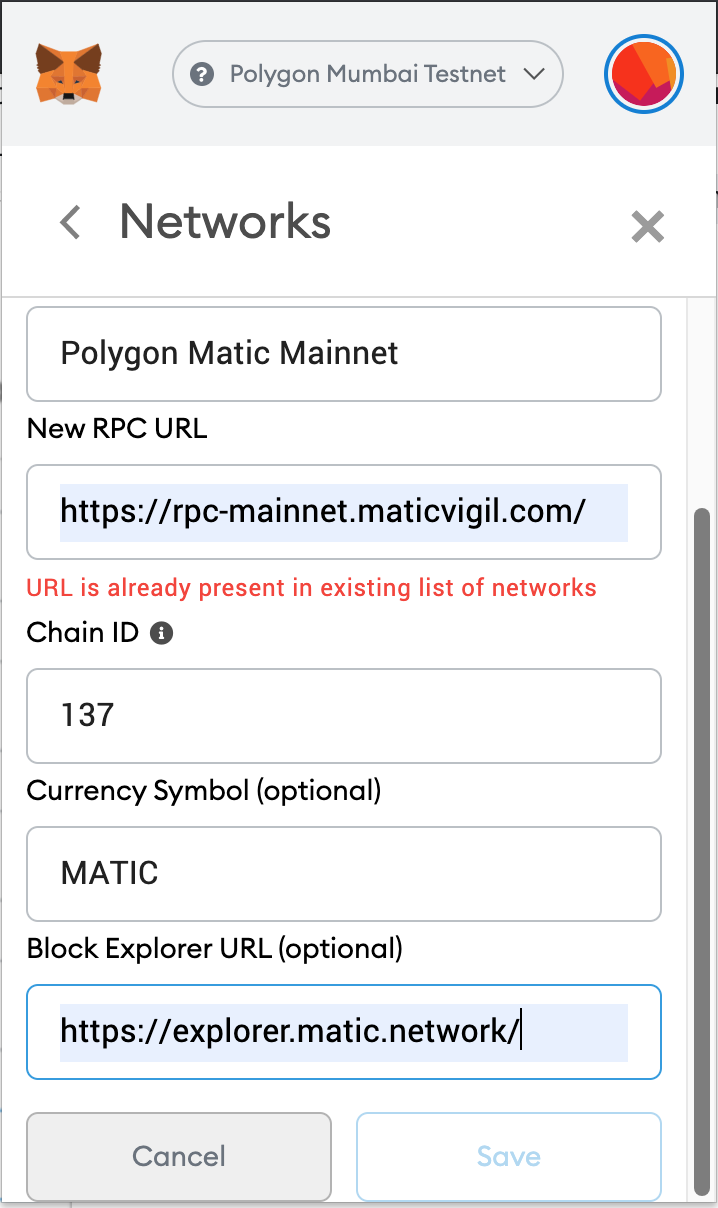 Polygon Mumbai Testnet
Networks
Polygon Matic Mainnet
New RPC URL
https://rpc-mainnet.maticvigil.com/
URL is already present in existing list of networks
Chain ID
137
Currency Symbol (optional)
MATIC
Block Explorer URL (optional)
https://explorer.matic.network/
Cancel
Save